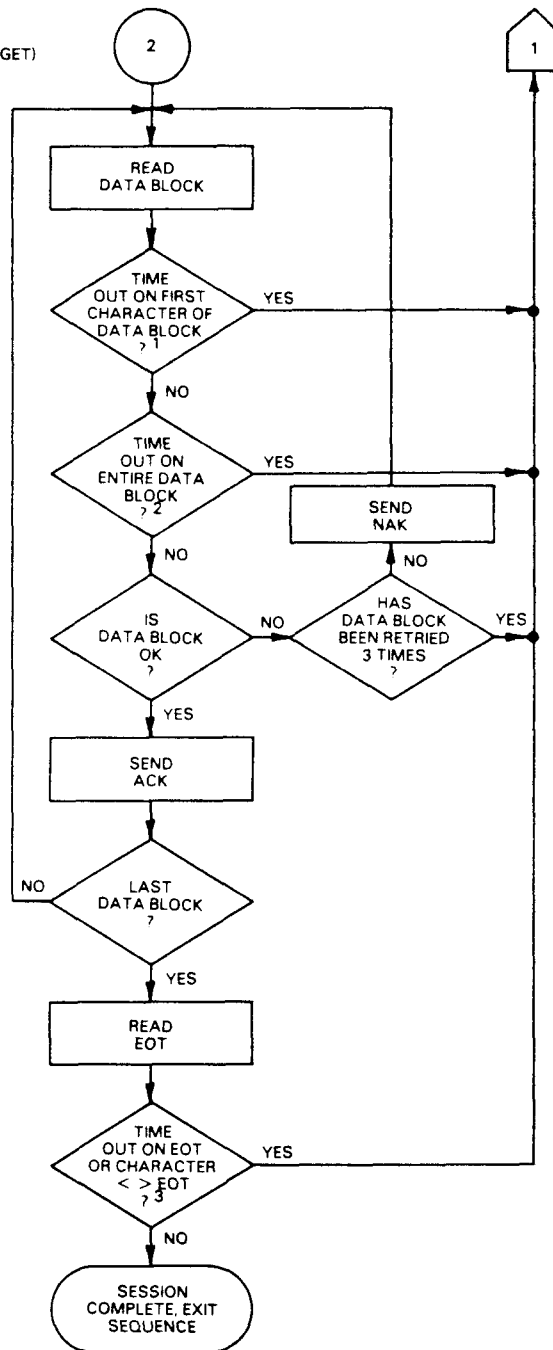 GET)
2
1
READ
DATA BLOCK
TIME
OUT ON FIRST
CHARACTER OF
DATA BLOCK
? 1
YES
NO
TIME
OUT ON
ENTIRE DATA
BLOCK
? 2
YES
NO
SEND
NAK
NO
IS
DATA BLOCK
OK
?
NO
HAS
DATA BLOCK
BEEN RETRIED
3 TIMES
?
YES
YES
SEND
ACK
NO
LAST
DATA BLOCK
?
YES
READ
EOT
TIME
OUT ON EOT
OR CHARACTER
< > EOT
? 3
YES
NO
SESSION
COMPLETE, EXIT
SEQUENCE